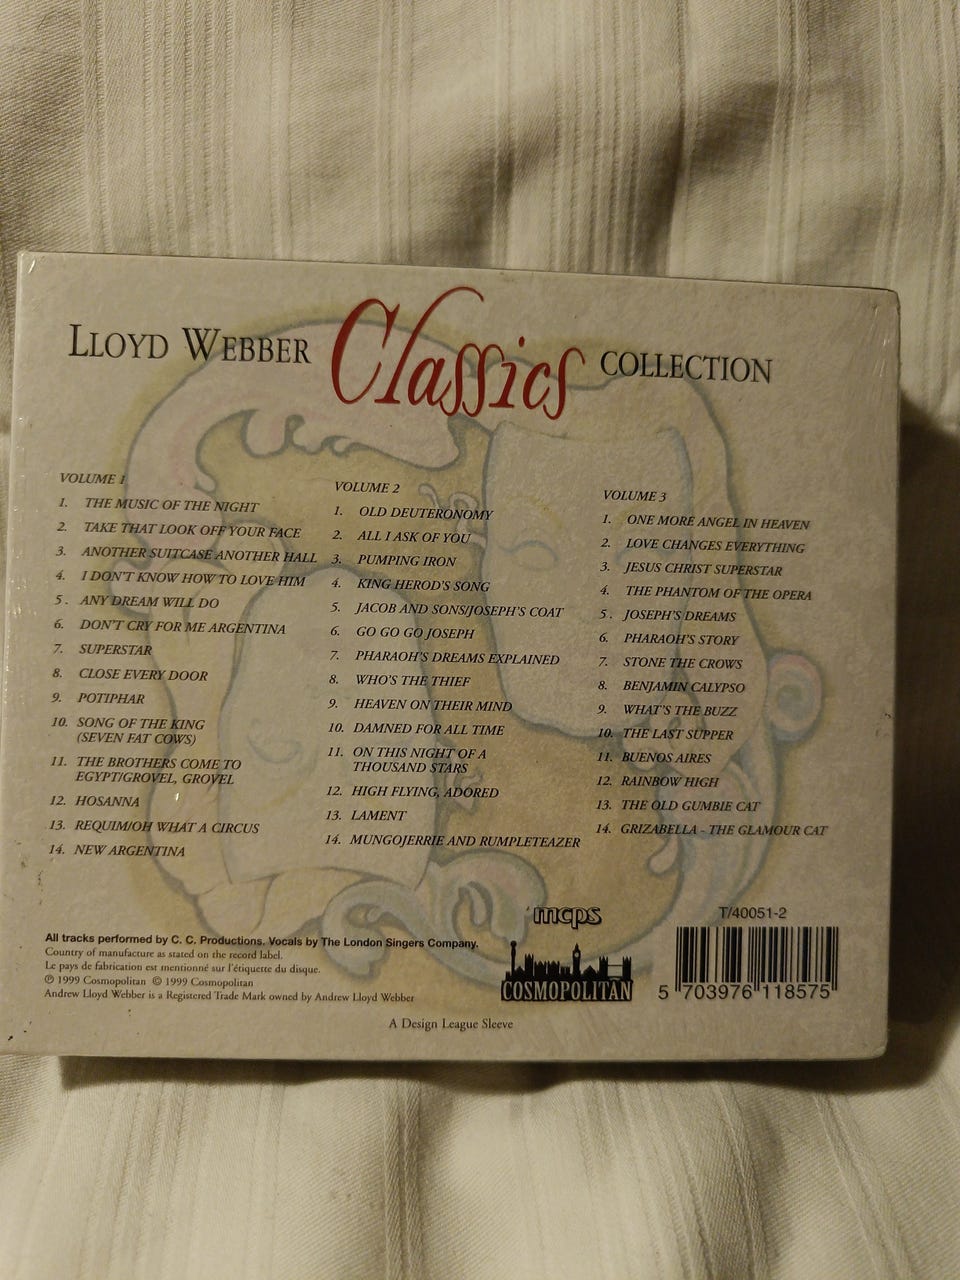 LLOYD WEBBER Classics COLLECTION
VOLUME 1
1. THE MUSIC OF THE NIGHT
2. TAKE THAT LOOK OFF YOUR FACE
3. ANOTHER SUITCASE ANOTHER HALL
4. I DON'T KNOW HOW TO LOVE HIM
5. ANY DREAM WILL DO
6. DON'T CRY FOR ME ARGENTINA
7. SUPERSTAR
8. CLOSE EVERY DOOR
9. POTIPHAR
10. SONG OF THE KING
(SEVEN FAT COWS)
11. THE BROTHERS COME TO
EGYPT/GROVEL, GROVEL
12. HOSANNA
13. REQUIM/OH WHAT A CIRCUS
14. NEW ARGENTINA
VOLUME 2
1. OLD DEUTERONOMY
2. ALL I ASK OF YOU
3. PUMPING IRON
4. KING HEROD'S SONG
5. JACOB AND SONS/JOSEPH'S COAT
6. GO GO GO JOSEPH
7. PHARAOH'S DREAMS EXPLAINED
8. WHO'S THE THIEF
9. HEAVEN ON THEIR MIND
10. DAMNED FOR ALL TIME
11. ON THIS NIGHT OF A
THOUSAND STARS
12. HIGH FLYING, ADORED
13. LAMENT
14. MUNGOJERRIE AND RUMPLETEAZER
VOLUME 3
1. ONE MORE ANGEL IN HEAVEN
2. LOVE CHANGES EVERYTHING
3. JESUS CHRIST SUPERSTAR
4. THE PHANTOM OF THE OPERA
5. JOSEPH'S DREAMS
6. PHARAOH'S STORY
7. STONE THE CROWS
8. BENJAMIN CALYPSO
9. WHAT'S THE BUZZ
10. THE LAST SUPPER
11. BUENOS AIRES
12. RAINBOW HIGH
13. THE OLD GUMBIE CAT
14. GRIZABELLA - THE GLAMOUR CAT
All tracks performed by C. C. Productions. Vocals by The London Singers Company.
Country of manufacture as stated on the record label.
Le pays de fabrication est mentionné sur l'étiquette du disque.
℗ 1999 Cosmopolitan © 1999 Cosmopolitan
Andrew Lloyd Webber is a Registered Trade Mark owned by Andrew Lloyd Webber
A Design League Sleeve
mcps
COSMOPOLITAN
T/40051-2
5 703976 118575